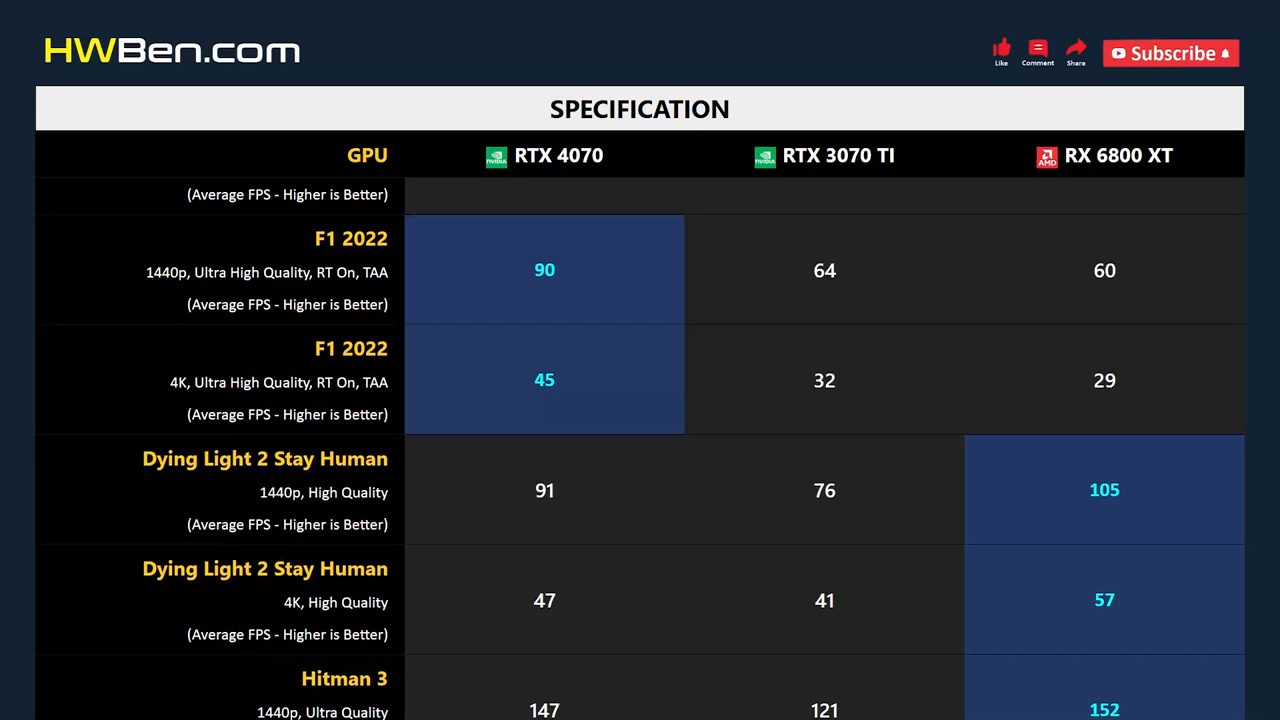 HWBen.com
Like Comment Share Subscribe
SPECIFICATION
GPU NVIDIA RTX 4070 NVIDIA RTX 3070 TI AMD RX 6800 XT
(Average FPS - Higher is Better)
F1 2022
1440p, Ultra High Quality, RT On, TAA 90 64 60
(Average FPS - Higher is Better)
F1 2022
4K, Ultra High Quality, RT On, TAA 45 32 29
(Average FPS - Higher is Better)
Dying Light 2 Stay Human
1440p, High Quality 91 76 105
(Average FPS - Higher is Better)
Dying Light 2 Stay Human
4K, High Quality 47 41 57
(Average FPS - Higher is Better)
Hitman 3
1440p, Ultra Quality 147 121 152